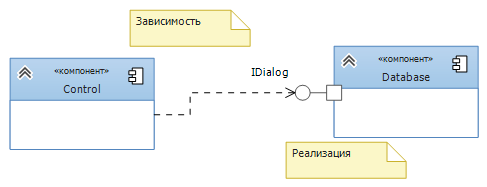 Зависимость
«компонент»
Control
IDialog
«компонент»
Database
Реализация